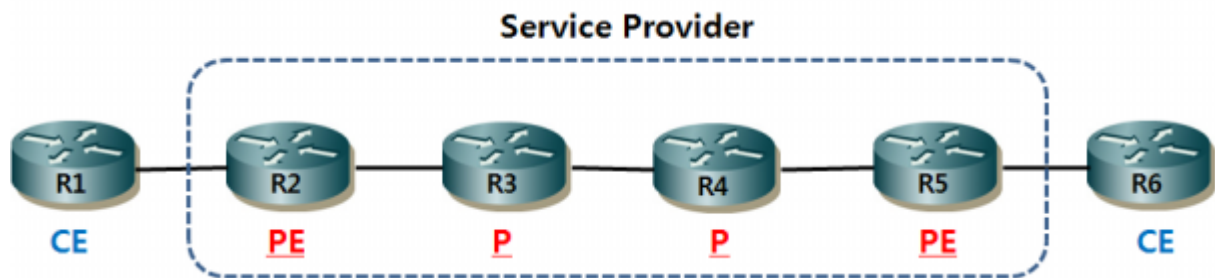 Service Provider
R1 R2 R3 R4 R5 R6
CE PE P P PE CE